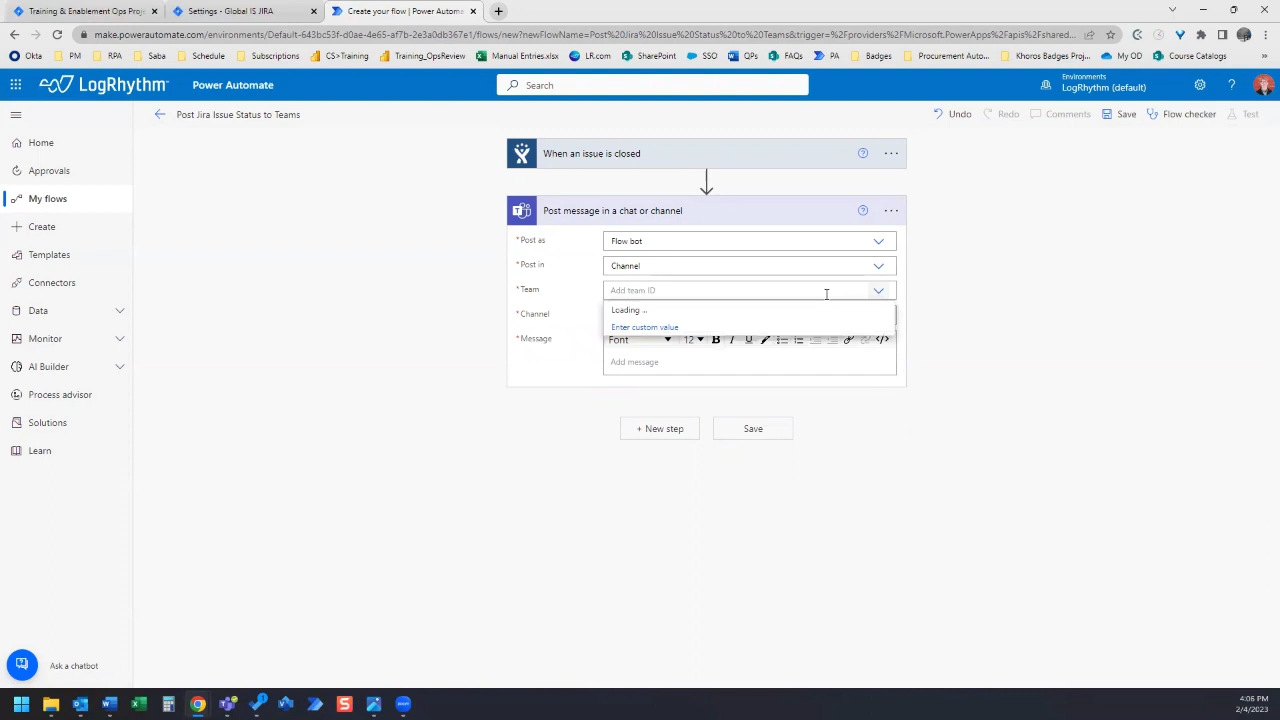 Training & Enablement Ops Proje
Settings - Global IS JIRA
Create your flow | Power Automate
make.powerautomate.com/environments/Default-643bc53f-d0ae-4e65-af7b-2e3a0db367e1/flows/new?newFlowName=Post%20Jira%20Issue%20Status%20to%20Teams&trigger=%2Fproviders%2FMicrosoft.PowerApps%2Fapis%2Fshared...
Okta
PM
RPA
Saba
Schedule
Subscriptions
CS>Training
Training_OpsReview
Manual Entries.xlsx
LR.com
SharePoint
SSO
QPs
FAQs
PA
Badges
Procurement Auto...
Khoros Badges Proj...
My OD
Course Catalogs
»
LogRhythm
Power Automate
Search
Environments
LogRhythm (default)
?
Post Jira Issue Status to Teams
Undo
Redo
Comments
Save
Flow checker
Test
Home
Approvals
My flows
Create
Templates
Connectors
Data
Monitor
AI Builder
Process advisor
Solutions
Learn
Ask a chatbot
When an issue is closed
Post message in a chat or channel
* Post as
Flow bot
* Post in
Channel
* Team
Add team ID
Loading ...
* Channel
Enter custom value
* Message
Font
12
B
I
U
</>
Add message
+ New step
Save
4:06 PM
2/4/2023